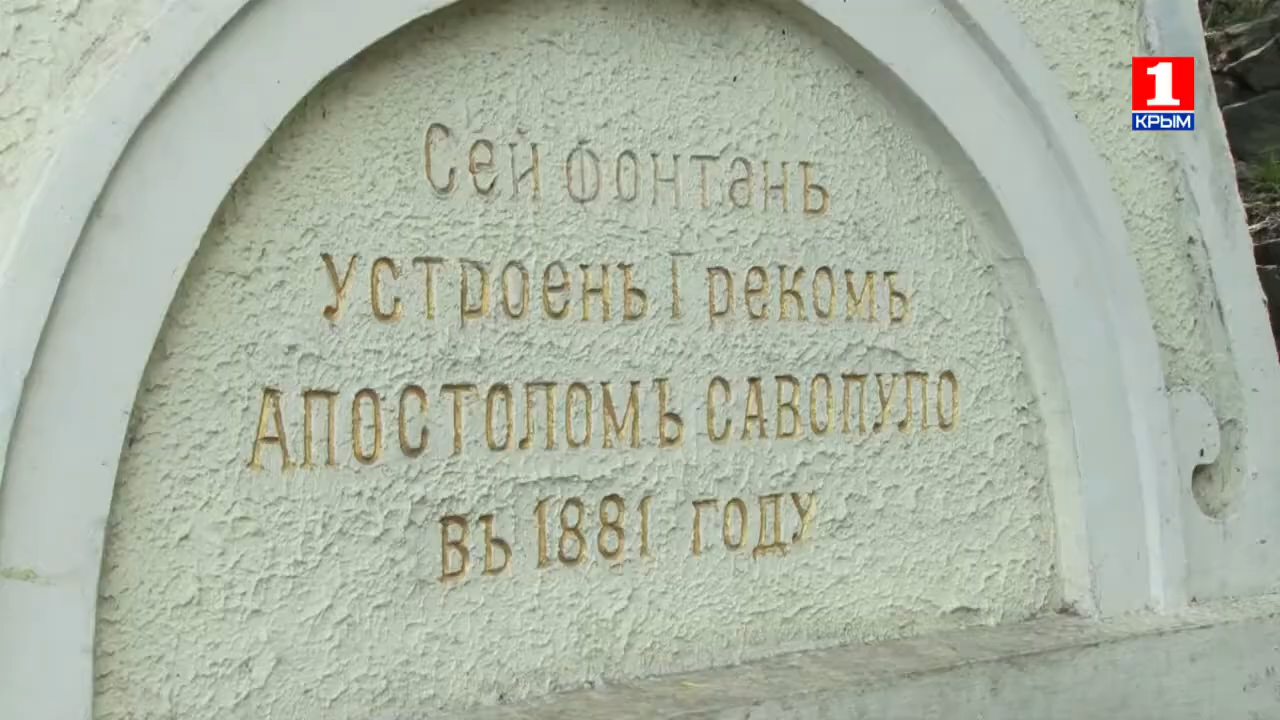 Сей фонтанъ
устроенъ Грекомъ
Апостоломъ Савопуло
въ 1881 году
1
КРЫМ